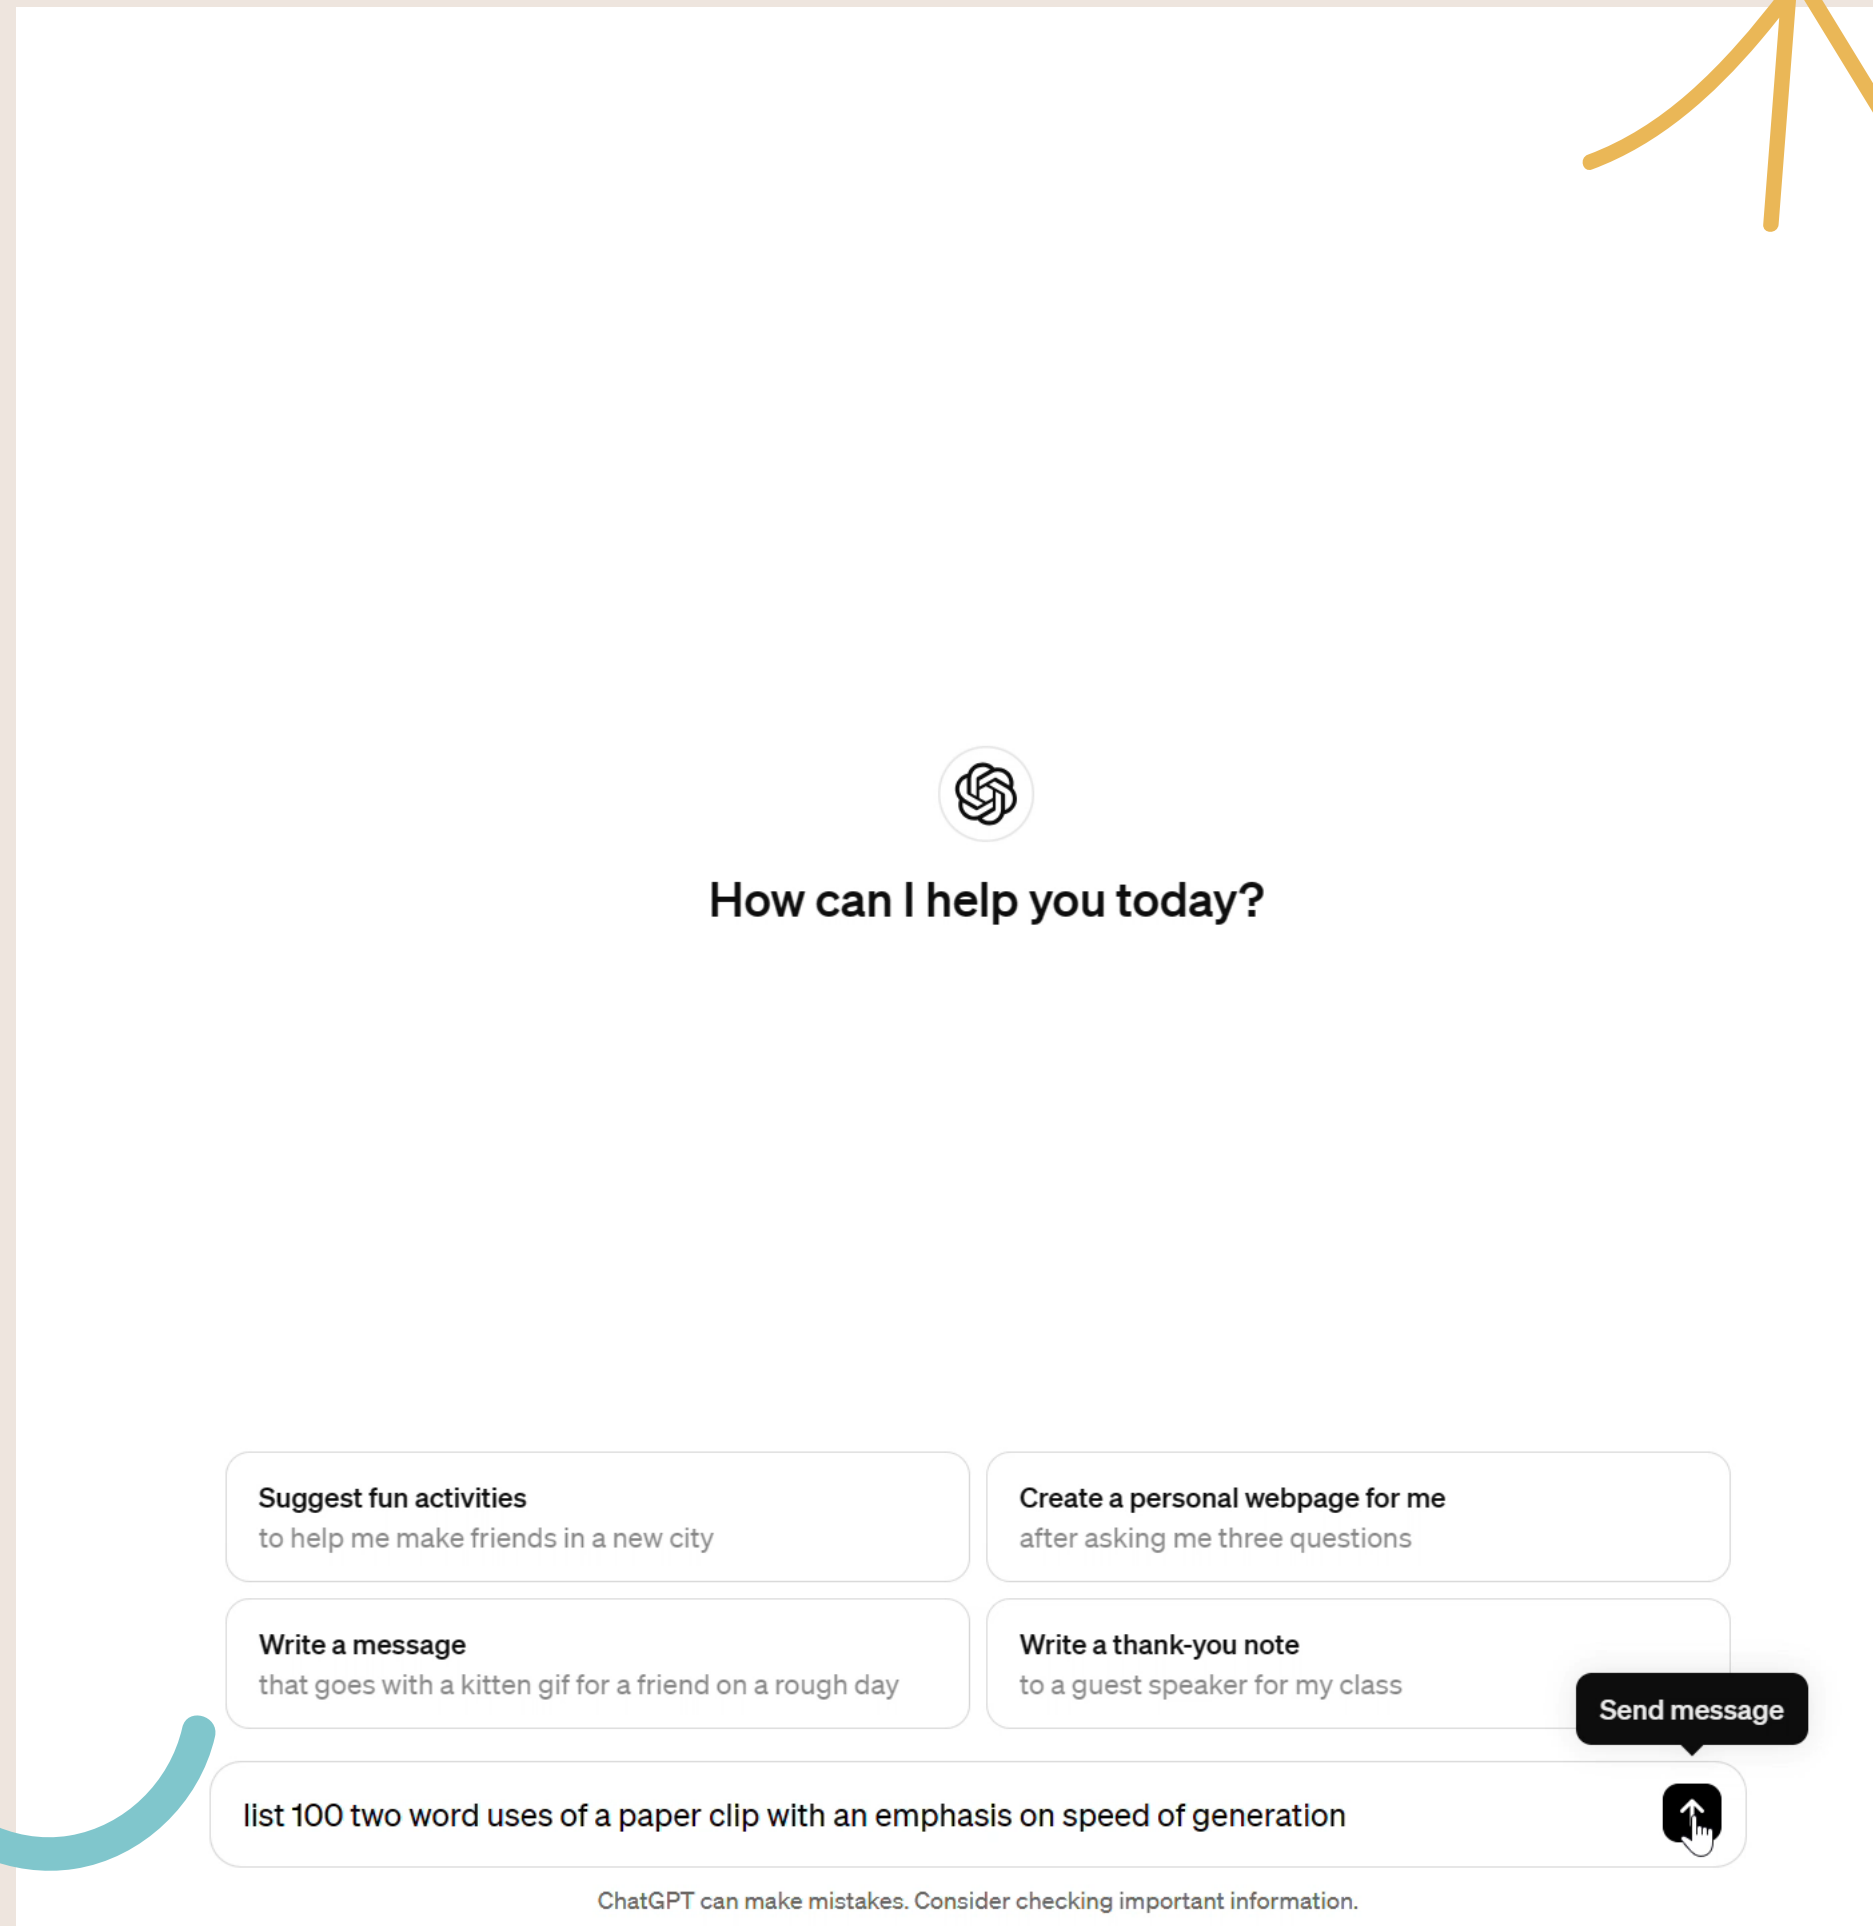 How can I help you today?
Suggest fun activities
to help me make friends in a new city
Create a personal webpage for me
after asking me three questions
Write a message
that goes with a kitten gif for a friend on a rough day
Write a thank-you note
to a guest speaker for my class
Send message
list 100 two word uses of a paper clip with an emphasis on speed of generation
ChatGPT can make mistakes. Consider checking important information.